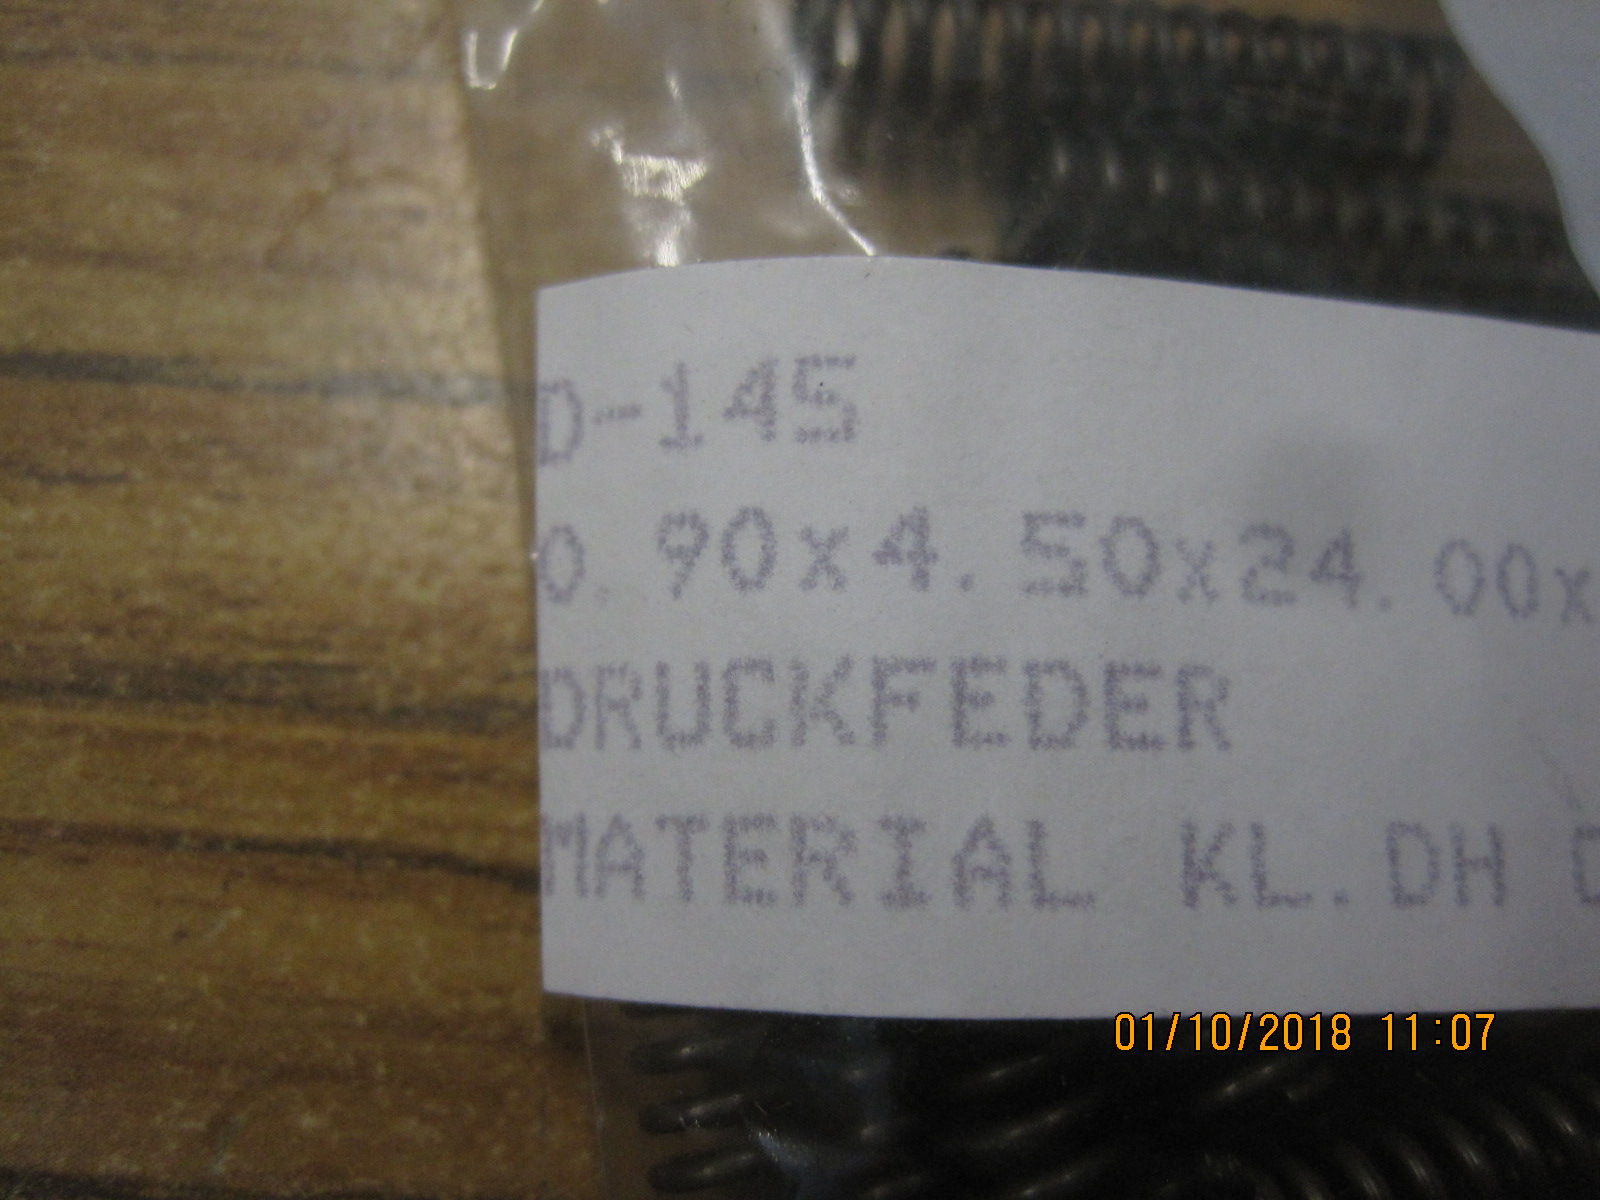 D-145
0.90x4.50x24.00x
DRUCKFEDER
MATERIAL KL.DH
01/10/2018 11:07